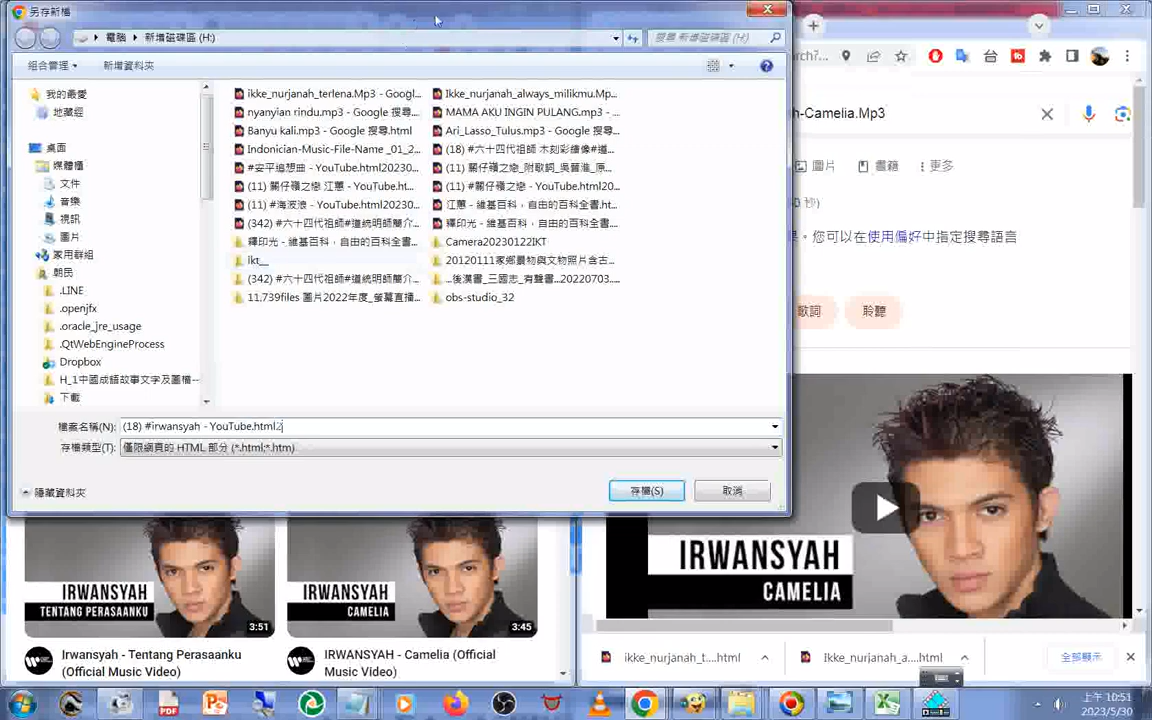 另存新檔
電腦 新增磁碟區 (H:)
搜尋 新增磁碟區 (H:)
組合管理
新增資料夾
我的最愛
地藏經
桌面
媒體櫃
文件
音樂
視訊
圖片
家用群組
朝民
.LINE
.openjfx
.oracle_jre_usage
.QtWebEngineProcess
Dropbox
H_1中國成語故事文字及圖檔--
下載
ikke_nurjanah_terlena.Mp3 - Googl...
nyanyian rindu.mp3 - Google 搜尋...
Banyu kali.mp3 - Google 搜尋.html
Indonician-Music-File-Name _01_2...
#安平追想曲 - YouTube.html20230...
(11) 關仔嶺之戀 江蕙 - YouTube.ht...
(11) #海波浪 - YouTube.html20230...
(342) #六十四代祖師#道統明師簡介...
釋印光 - 維基百科，自由的百科全書...
ikt__
(342) #六十四代祖師#道統明師簡介...
11,739files 圖片2022年度_螢幕直播...
Ikke_nurjanah_always_milikmu.Mp...
MAMA AKU INGIN PULANG.mp3 - ...
Ari_Lasso_Tulus.mp3 - Google 搜尋...
(18) #六十四代祖師 木刻彩繪像#道...
(11) 關仔嶺之戀_附歌詞_吳晉淮_原...
(11) #關仔嶺之戀 - YouTube.html20...
江蕙 - 維基百科，自由的百科全書.ht...
釋印光 - 維基百科，自由的百科全書...
Camera20230122IKT
20120111家鄉景物與文物照片含古...
...後漢書_三國志_有聲書...20220703...
obs-studio_32
檔案名稱(N): (18) #irwansyah - YouTube.html2
存檔類型(T): 僅限網頁的 HTML 部分 (*.html;*.htm)
隱藏資料夾
存檔(S)
取消
arch?...
h-Camelia.Mp3
圖片
書籍
更多
秒)
您可以在使用偏好中指定搜尋語言
歌詞
聆聽
IRWANSYAH
CAMELIA
IRWANSYAH
TENTANG PERASAANKU
3:51
IRWANSYAH
CAMELIA
3:45
Irwansyah - Tentang Perasaanku
(Official Music Video)
IRWANSYAH - Camelia (Official
Music Video)
ikke_nurjanah_t....html
ikke_nurjanah_a....html
全部顯示
上午 10:51
2023/5/30